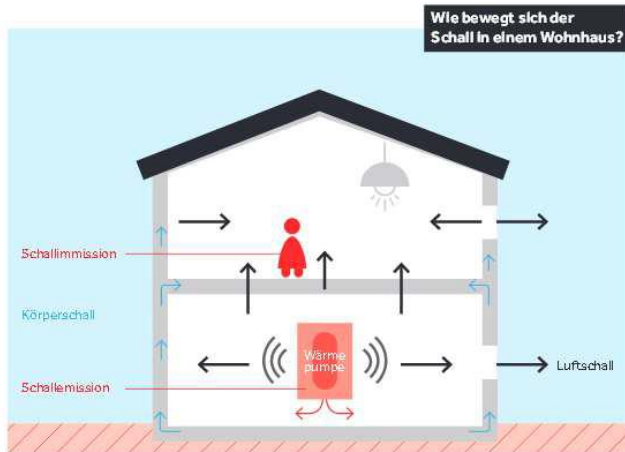 Wie bewegt sich der
Schall in einem Wohnhaus?
Schallimmission
Körperschall
Wärme
pumpe
Luftschall
Schallemission